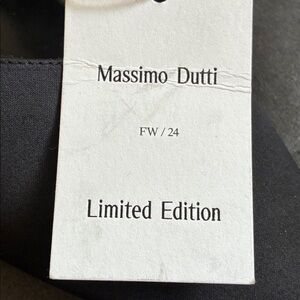 Massimo Dutti
FW / 24
Limited Edition